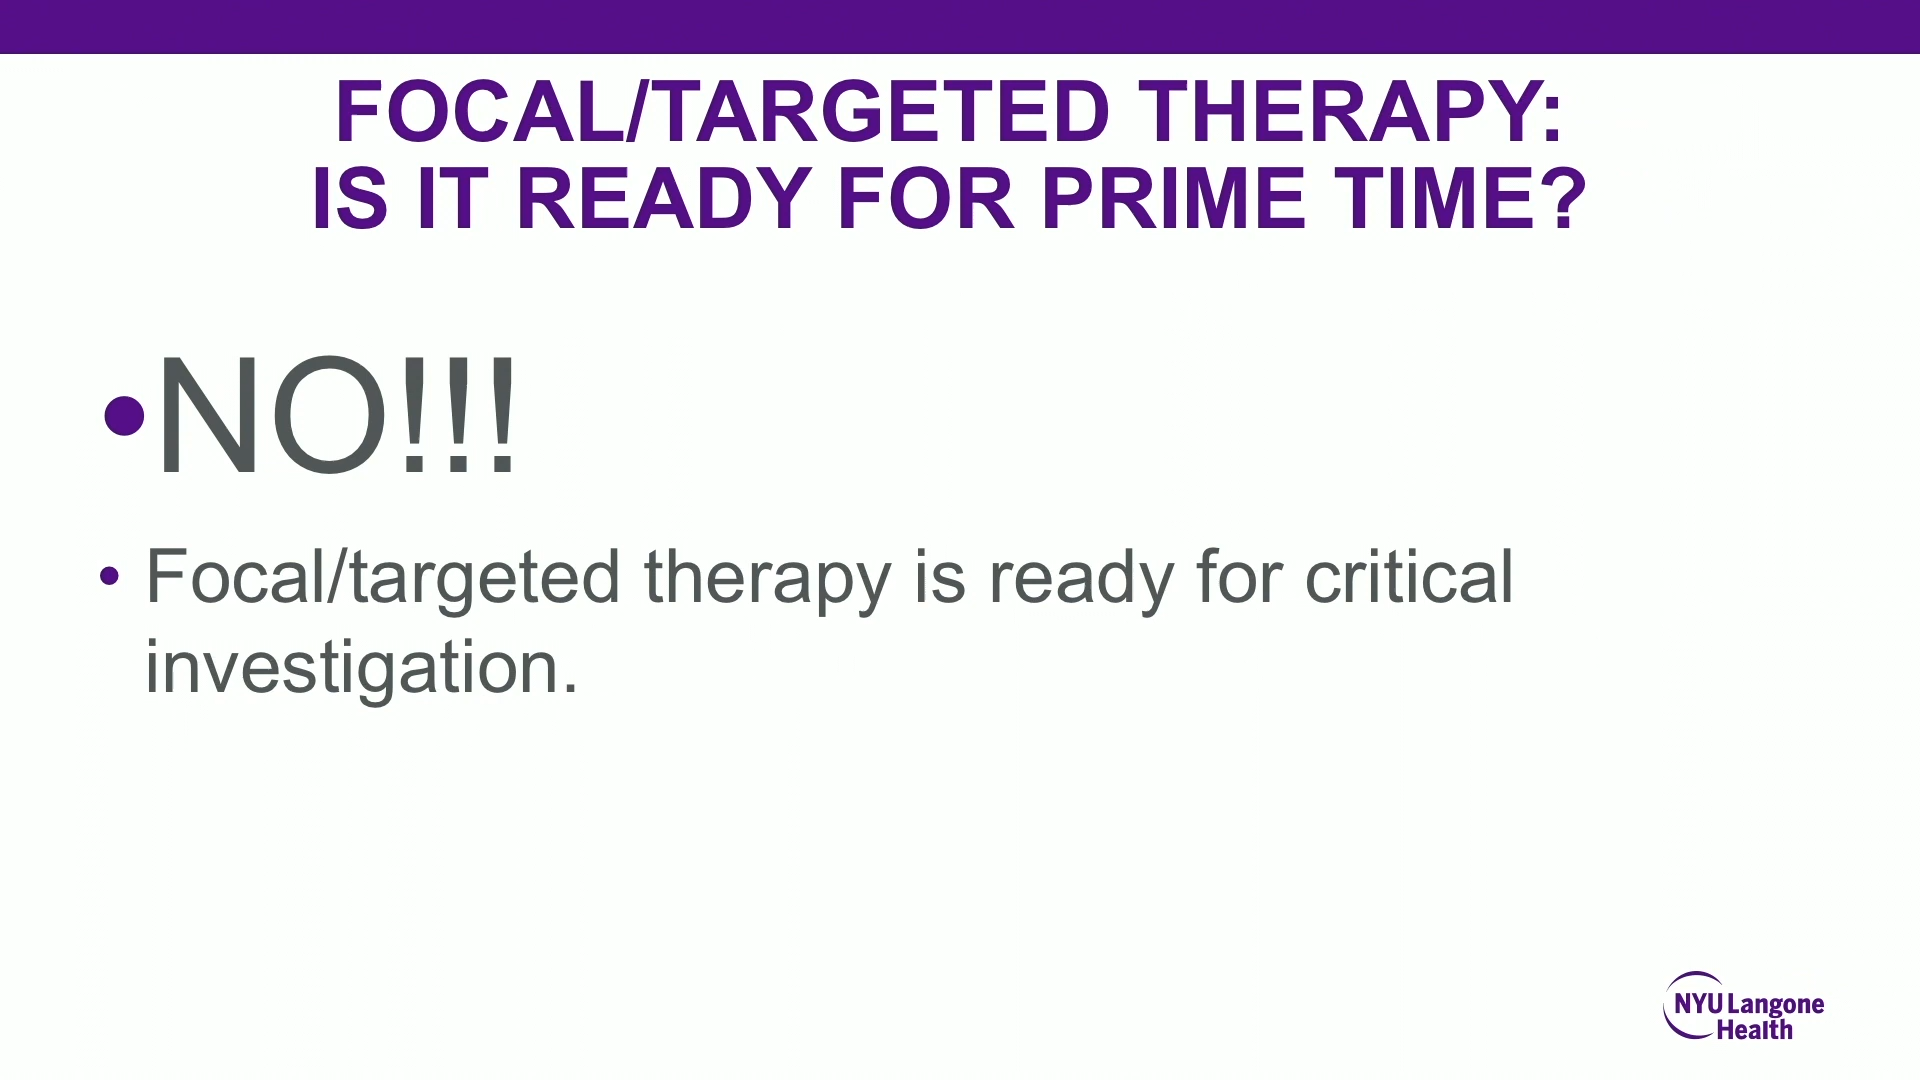 FOCAL/TARGETED THERAPY:
IS IT READY FOR PRIME TIME?
•NO!!!
• Focal/targeted therapy is ready for critical
investigation.
NYU Langone
Health